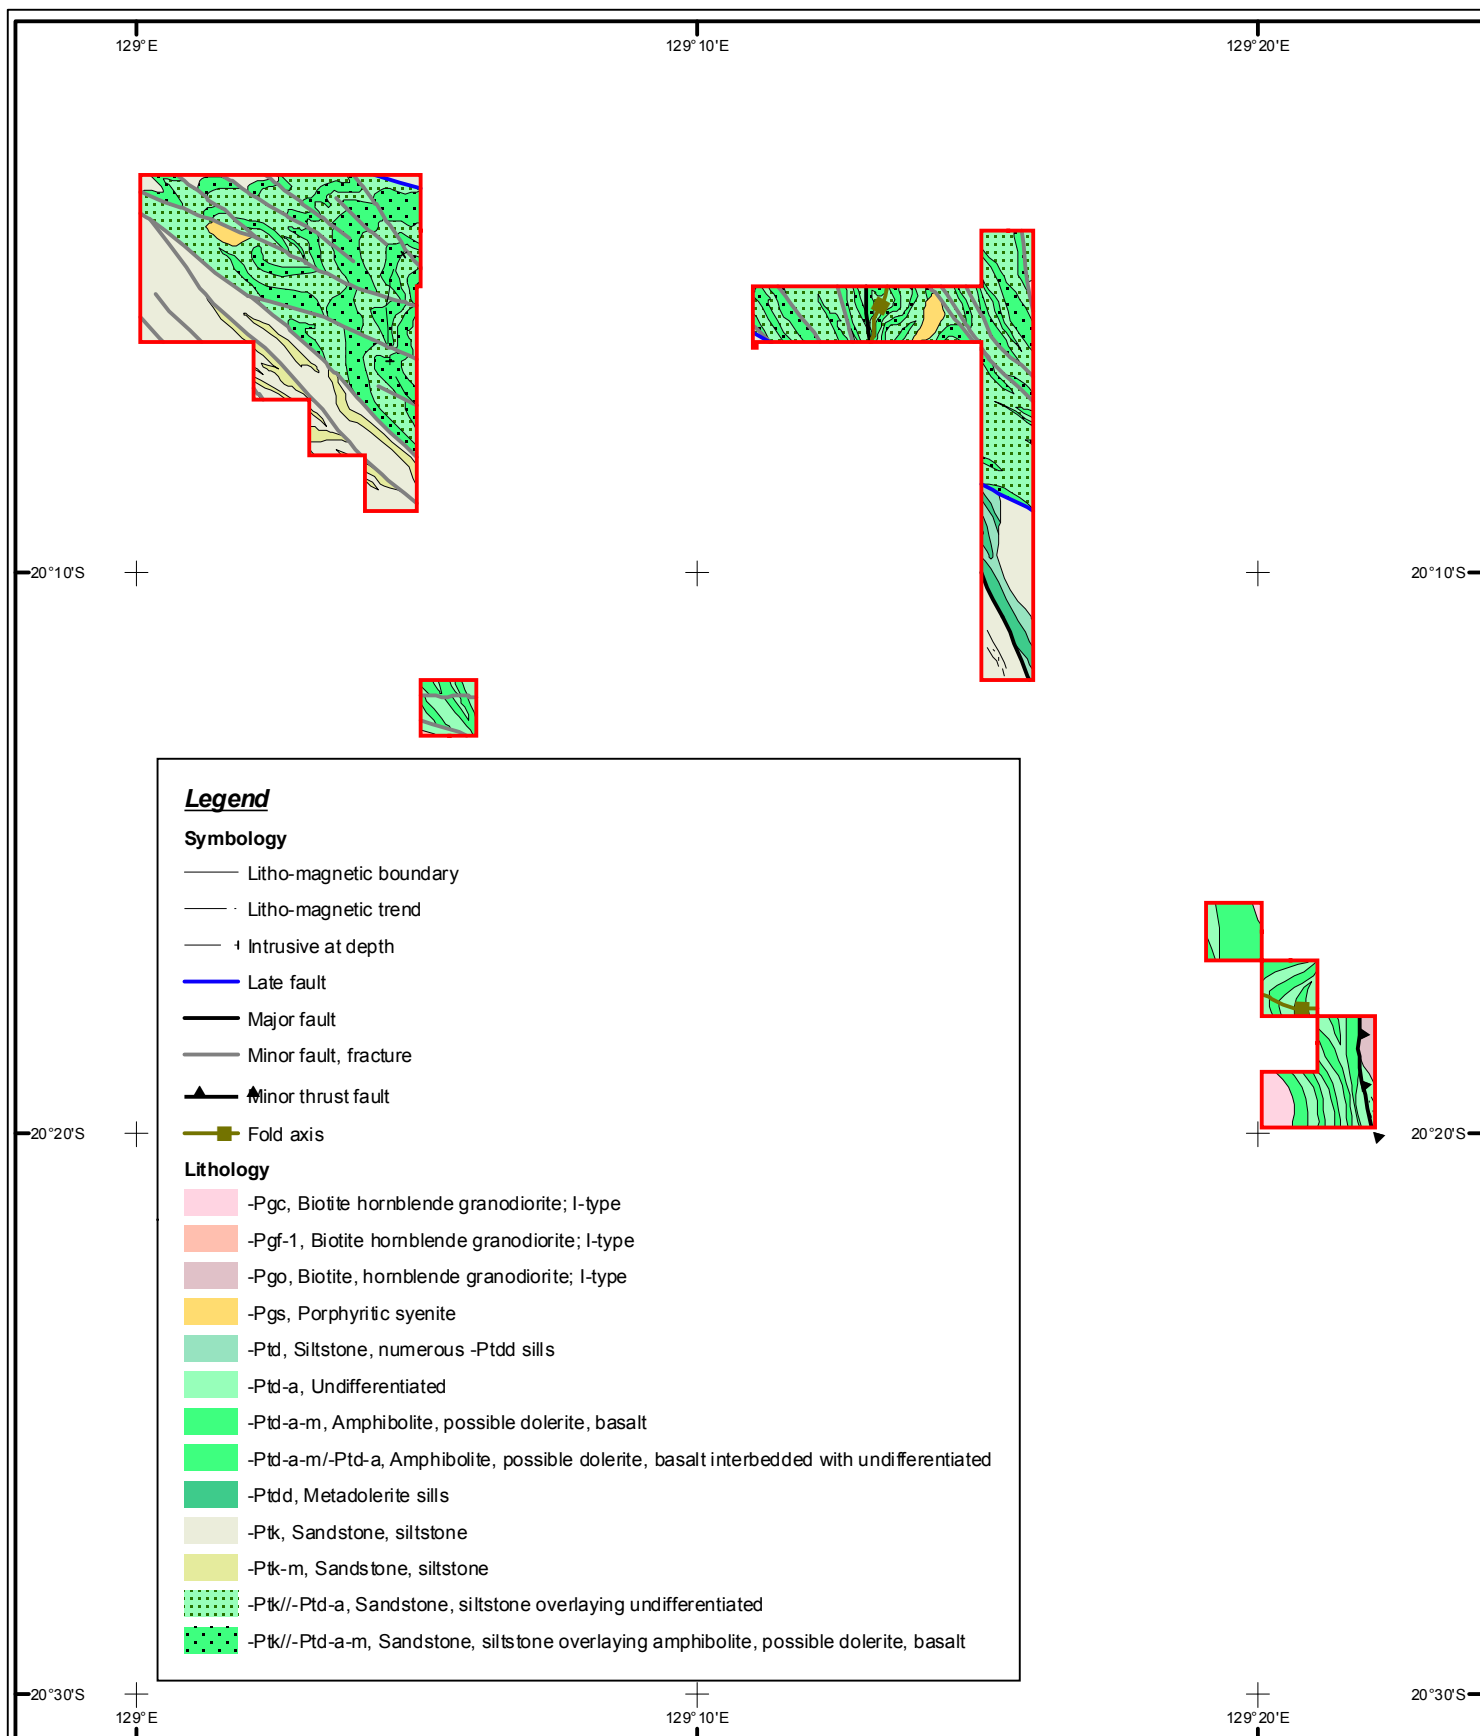 129°E 129°10'E 129°20'E
20°10'S 20°10'S
Legend
Symbology
Litho-magnetic boundary
Litho-magnetic trend
Intrusive at depth
Late fault
Major fault
Minor fault, fracture
Minor thrust fault
20°20'S 20°20'S
Fold axis
Lithology
-Pgc, Biotite hornblende granodiorite; I-type
-Pgf-1, Biotite hornblende granodiorite; I-type
-Pgo, Biotite, hornblende granodiorite; I-type
-Pgs, Porphyritic syenite
-Ptd, Siltstone, numerous -Ptdd sills
-Ptd-a, Undifferentiated
-Ptd-a-m, Amphibolite, possible dolerite, basalt
-Ptd-a-m/-Ptd-a, Amphibolite, possible dolerite, basalt interbedded with undifferentiated
-Ptdd, Metadolerite sills
-Ptk, Sandstone, siltstone
-Ptk-m, Sandstone, siltstone
-Ptk//-Ptd-a, Sandstone, siltstone overlaying undifferentiated
-Ptk//-Ptd-a-m, Sandstone, siltstone overlaying amphibolite, possible dolerite, basalt
20°30'S 20°30'S
129°E 129°10'E 129°20'E